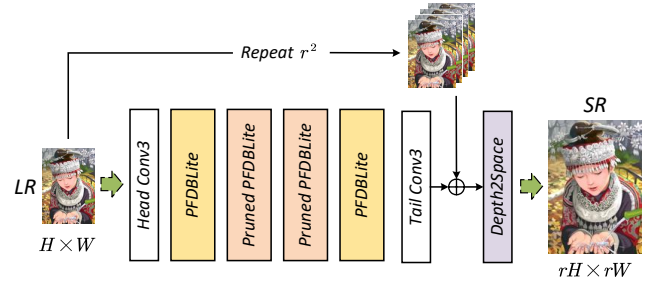 Repeat r²
SR
LR
Head Conv3
PFDBLite
Pruned PFDBLite
Pruned PFDBLite
PFDBLite
Tail Conv3
Depth2Space
H × W
rH × rW